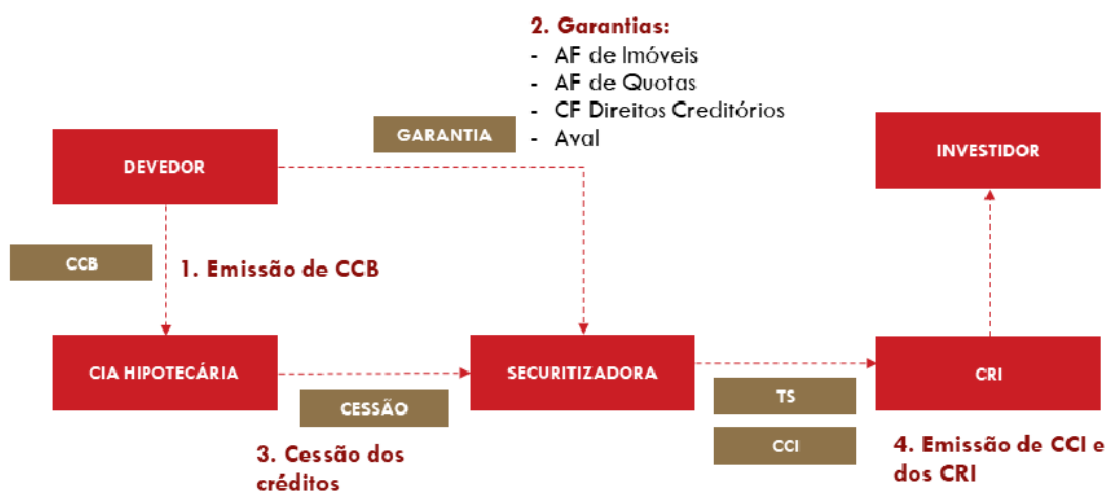 2. Garantias:
- AF de Imóveis
- AF de Quotas
- CF Direitos Creditórios
- Aval
GARANTIA
DEVEDOR
INVESTIDOR
CCB
1. Emissão de CCB
CIA HIPOTECÁRIA
SECURITIZADORA
CRI
CESSÃO
TS
CCI
3. Cessão dos
créditos
4. Emissão de CCI e
dos CRI